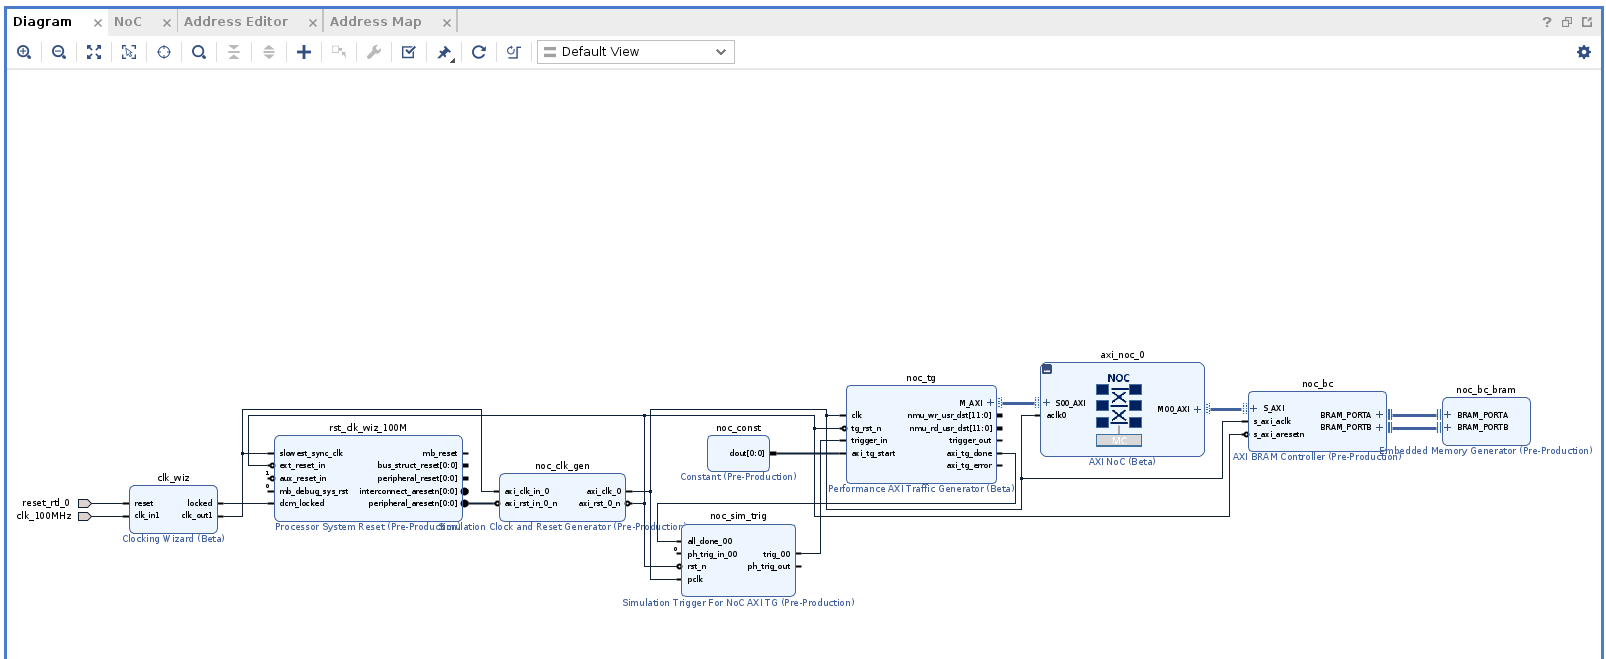 Diagram
NoC
Address Editor
Address Map
Default View
axi_noc_0
noc_tg
noc_bc
noc_bc_bram
NOC
M_AXI
clk
nmu_wr_usr_dst[11:0]
tg_rst_n
nmu_rd_usr_dst[11:0]
trigger_in
trigger_out
axi_tg_start
axi_tg_done
axi_tg_error
Performance AXI Traffic Generator (Beta)
S00_AXI
aclk0
M00_AXI
MC
AXI NoC (Beta)
S_AXI
s_axi_aclk
s_axi_aresetn
BRAM_PORTA
BRAM_PORTB
AXI BRAM Controller (Pre-Production)
BRAM_PORTA
BRAM_PORTB
Embedded Memory Generator (Pre-Production)
rst_clk_wiz_100M
slowest_sync_clk
mb_reset
ext_reset_in
bus_struct_reset[0:0]
aux_reset_in
peripheral_reset[0:0]
mb_debug_sys_rst
interconnect_aresetn[0:0]
dcm_locked
peripheral_aresetn[0:0]
Processor System Reset (Pre-Production)
noc_const
dout[0:0]
Constant (Pre-Production)
noc_clk_gen
axi_clk_in_0
axi_clk_0
axi_rst_in_0_n
axi_rst_0_n
Simulation Clock and Reset Generator (Pre-Production)
clk_wiz
reset_rtl_0
clk_100MHz
reset
locked
clk_in1
clk_out1
Clocking Wizard (Beta)
noc_sim_trig
all_done_00
ph_trig_in_00
trig_00
rst_n
ph_trig_out
pclk
Simulation Trigger For NoC AXI TG (Pre-Production)